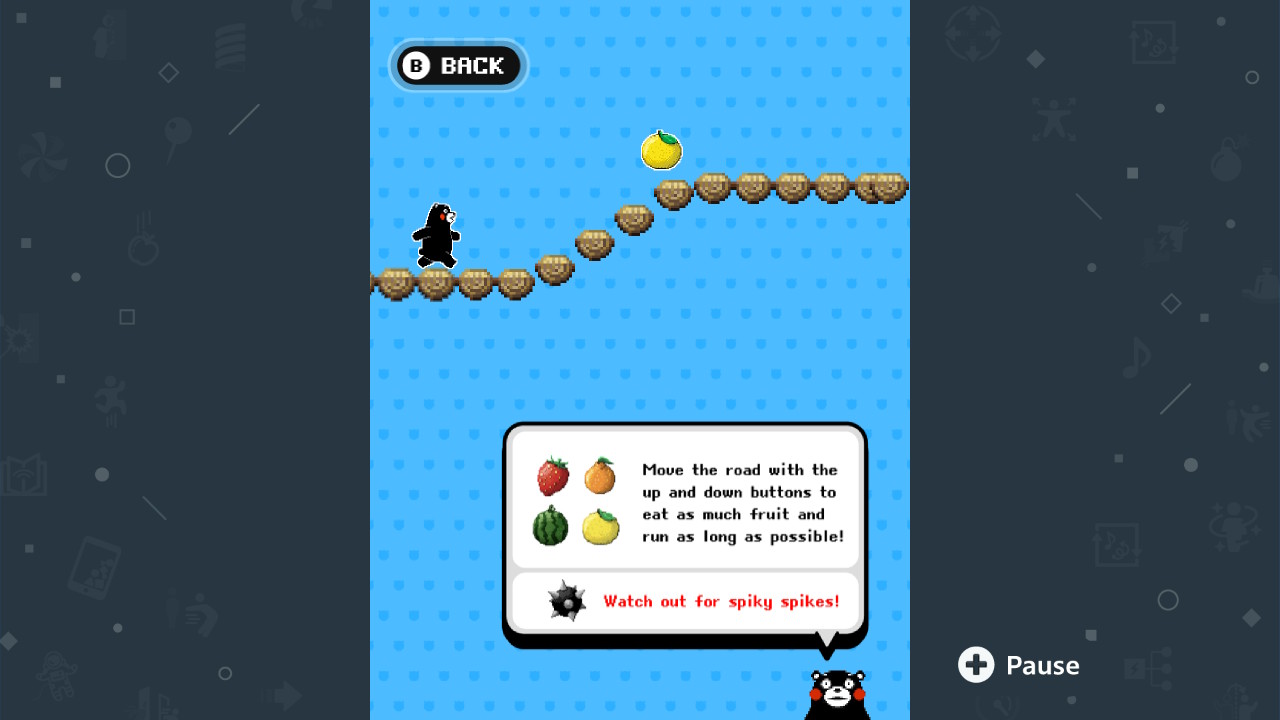 B BACK
Move the road with the
up and down buttons to
eat as much fruit and
run as long as possible!
Watch out for spiky spikes!
Pause